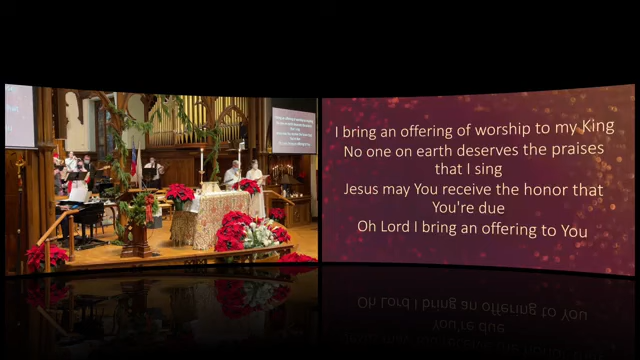 I bring an offering of worship to my King
No one on earth deserves the praises
that I sing
Jesus may You receive the honor that
You're due
Oh Lord I bring an offering to You